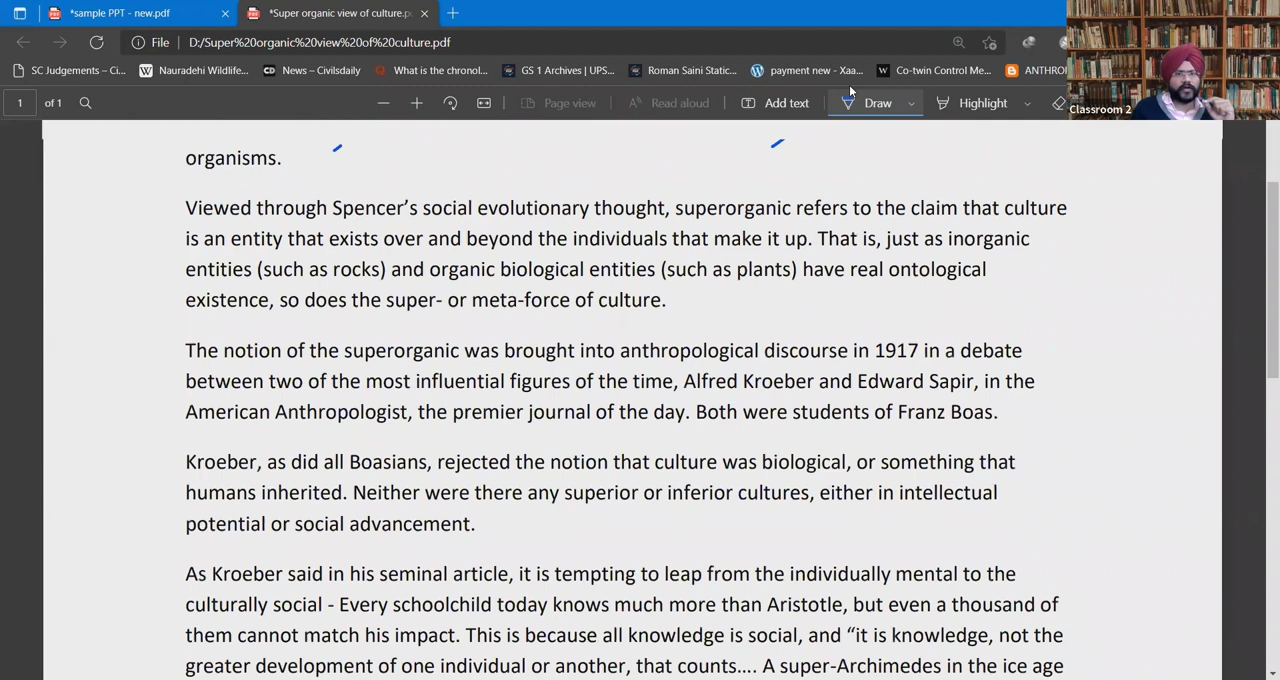 *sample PPT - new.pdf
*Super organic view of culture.p
File
D:/Super%20organic%20view%20of%20culture.pdf
SC Judgements – Ci...
Nauradehi Wildlife...
News – Civilsdaily
What is the chronol...
GS 1 Archives | UPS...
Roman Saini Static...
payment new - Xaa...
Co-twin Control Me...
ANTHRO
1
of 1
Page view
Read aloud
Add text
Draw
Highlight
Classroom 2
organisms.
Viewed through Spencer’s social evolutionary thought, superorganic refers to the claim that culture
is an entity that exists over and beyond the individuals that make it up. That is, just as inorganic
entities (such as rocks) and organic biological entities (such as plants) have real ontological
existence, so does the super- or meta-force of culture.
The notion of the superorganic was brought into anthropological discourse in 1917 in a debate
between two of the most influential figures of the time, Alfred Kroeber and Edward Sapir, in the
American Anthropologist, the premier journal of the day. Both were students of Franz Boas.
Kroeber, as did all Boasians, rejected the notion that culture was biological, or something that
humans inherited. Neither were there any superior or inferior cultures, either in intellectual
potential or social advancement.
As Kroeber said in his seminal article, it is tempting to leap from the individually mental to the
culturally social - Every schoolchild today knows much more than Aristotle, but even a thousand of
them cannot match his impact. This is because all knowledge is social, and “it is knowledge, not the
greater development of one individual or another, that counts…. A super-Archimedes in the ice age